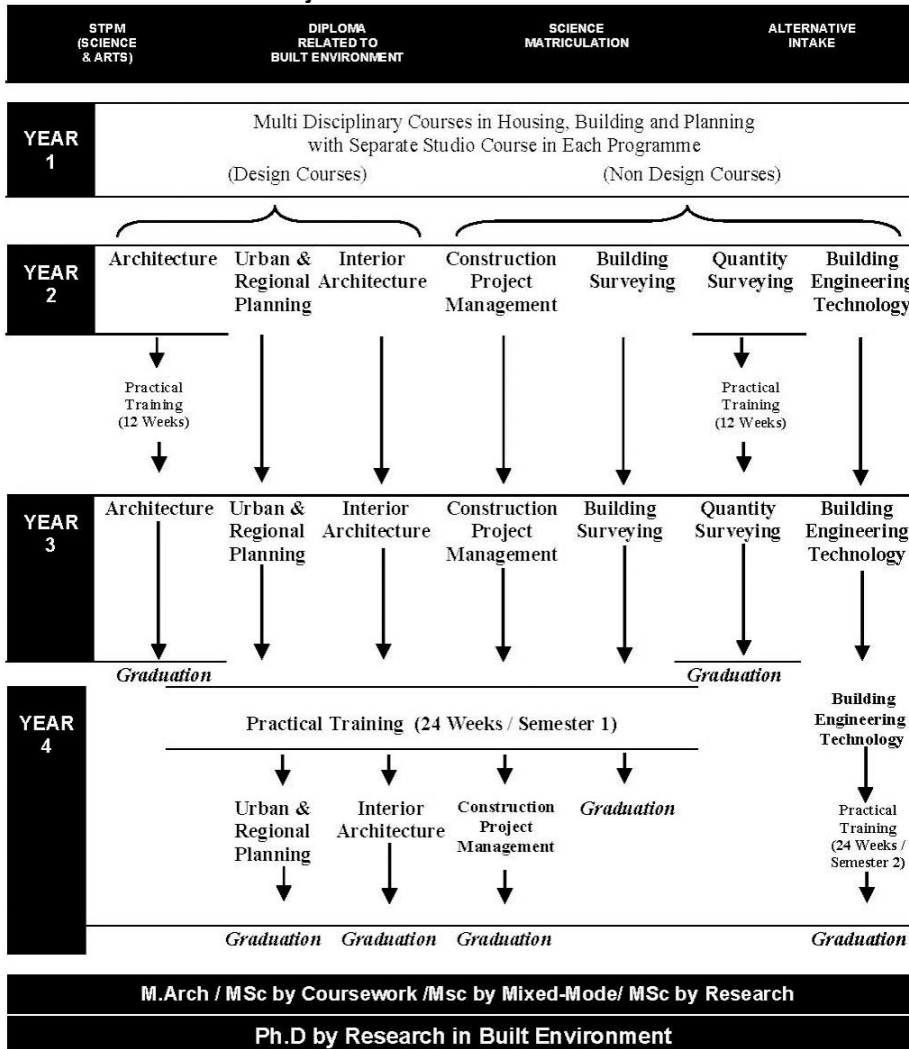 STPM
(SCIENCE
& ARTS)
DIPLOMA
RELATED TO
BUILT ENVIRONMENT
SCIENCE
MATRICULATION
ALTERNATIVE
INTAKE
YEAR
1
Multi Disciplinary Courses in Housing, Building and Planning
with Separate Studio Course in Each Programme
(Design Courses)
(Non Design Courses)
YEAR
2
Architecture
Urban &
Regional
Planning
Interior
Architecture
Construction
Project
Management
Building
Surveying
Quantity
Surveying
Building
Engineering
Technology
Practical
Training
(12 Weeks)
Practical
Training
(12 Weeks)
YEAR
3
Architecture
Urban &
Regional
Planning
Interior
Architecture
Construction
Project
Management
Building
Surveying
Quantity
Surveying
Building
Engineering
Technology
Graduation
Graduation
YEAR
4
Practical Training (24 Weeks / Semester 1)
Building
Engineering
Technology
Urban &
Regional
Planning
Interior
Architecture
Construction
Project
Management
Graduation
Practical
Training
(24 Weeks /
Semester 2)
Graduation
Graduation
Graduation
Graduation
M.Arch / MSc by Coursework /Msc by Mixed-Mode/ MSc by Research
Ph.D by Research in Built Environment